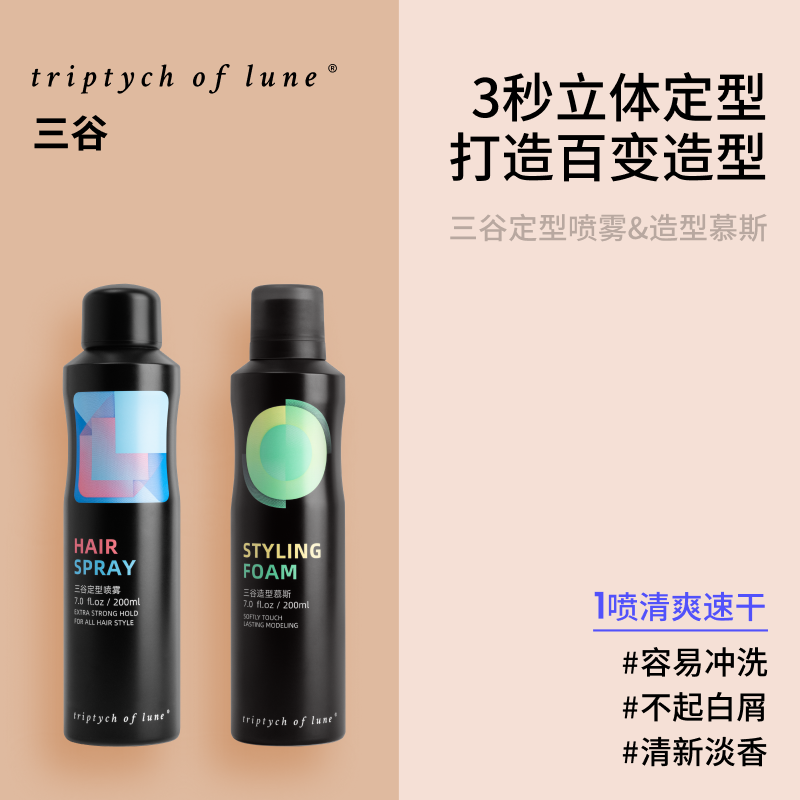 triptych of lune®
三谷
3秒立体定型
打造百变造型
三谷定型喷雾&造型慕斯
HAIR
SPRAY
三谷定型喷雾
7.0 fl.oz / 200ml
EXTRA STRONG HOLD
FOR ALL HAIR STYLE
triptych of lune®
STYLING
FOAM
三谷造型慕斯
7.0 fl.oz / 200ml
SOFTLY TOUCH
LASTING MODELING
triptych of lune®
1喷清爽速干
#容易冲洗
#不起白屑
#清新淡香